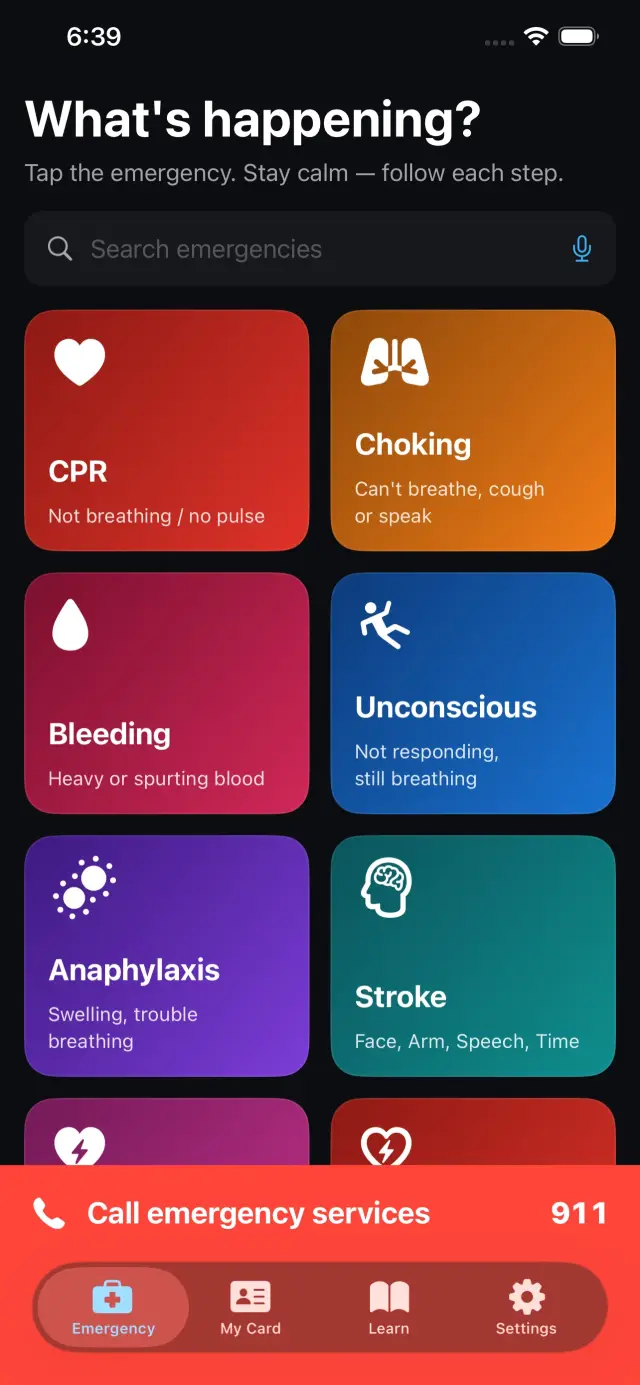 6:39
What's happening?
Tap the emergency. Stay calm — follow each step.
Search emergencies
CPR
Not breathing / no pulse
Choking
Can't breathe, cough
or speak
Bleeding
Heavy or spurting blood
Unconscious
Not responding,
still breathing
Anaphylaxis
Swelling, trouble
breathing
Stroke
Face, Arm, Speech, Time
Call emergency services 911
Emergency
My Card
Learn
Settings